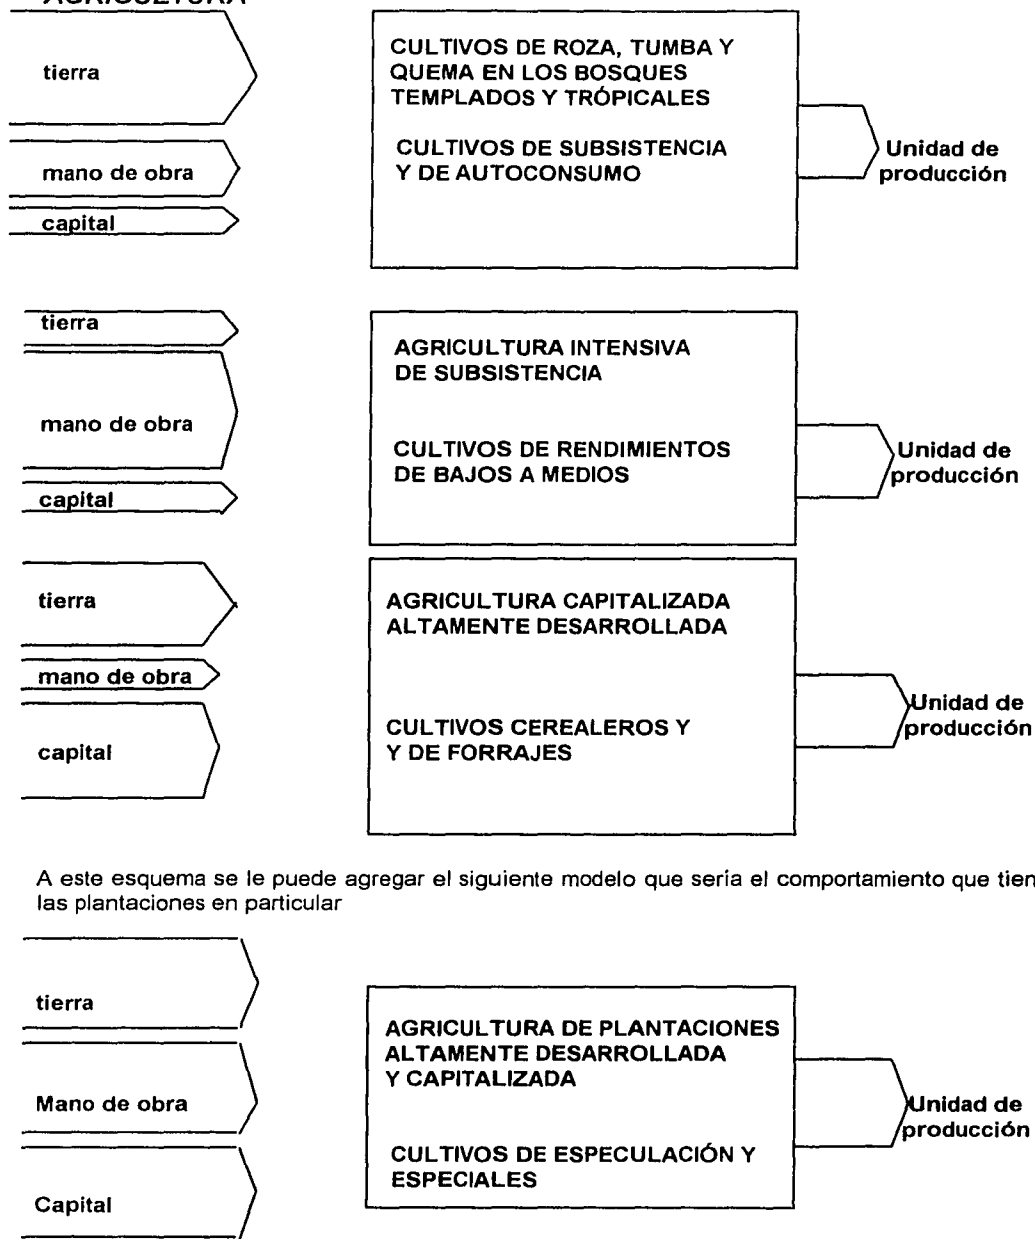 AGRICULTURA
tierra
mano de obra
capital
CULTIVOS DE ROZA, TUMBA Y
QUEMA EN LOS BOSQUES
TEMPLADOS Y TRÓPICALES
CULTIVOS DE SUBSISTENCIA
Y DE AUTOCONSUMO
Unidad de
producción
tierra
mano de obra
capital
AGRICULTURA INTENSIVA
DE SUBSISTENCIA
CULTIVOS DE RENDIMIENTOS
DE BAJOS A MEDIOS
Unidad de
producción
tierra
mano de obra
capital
AGRICULTURA CAPITALIZADA
ALTAMENTE DESARROLLADA
CULTIVOS CEREALEROS Y
Y DE FORRAJES
Unidad de
producción
A este esquema se le puede agregar el siguiente modelo que sería el comportamiento que tien
las plantaciones en particular
tierra
Mano de obra
Capital
AGRICULTURA DE PLANTACIONES
ALTAMENTE DESARROLLADA
Y CAPITALIZADA
CULTIVOS DE ESPECULACIÓN Y
ESPECIALES
Unidad de
producción